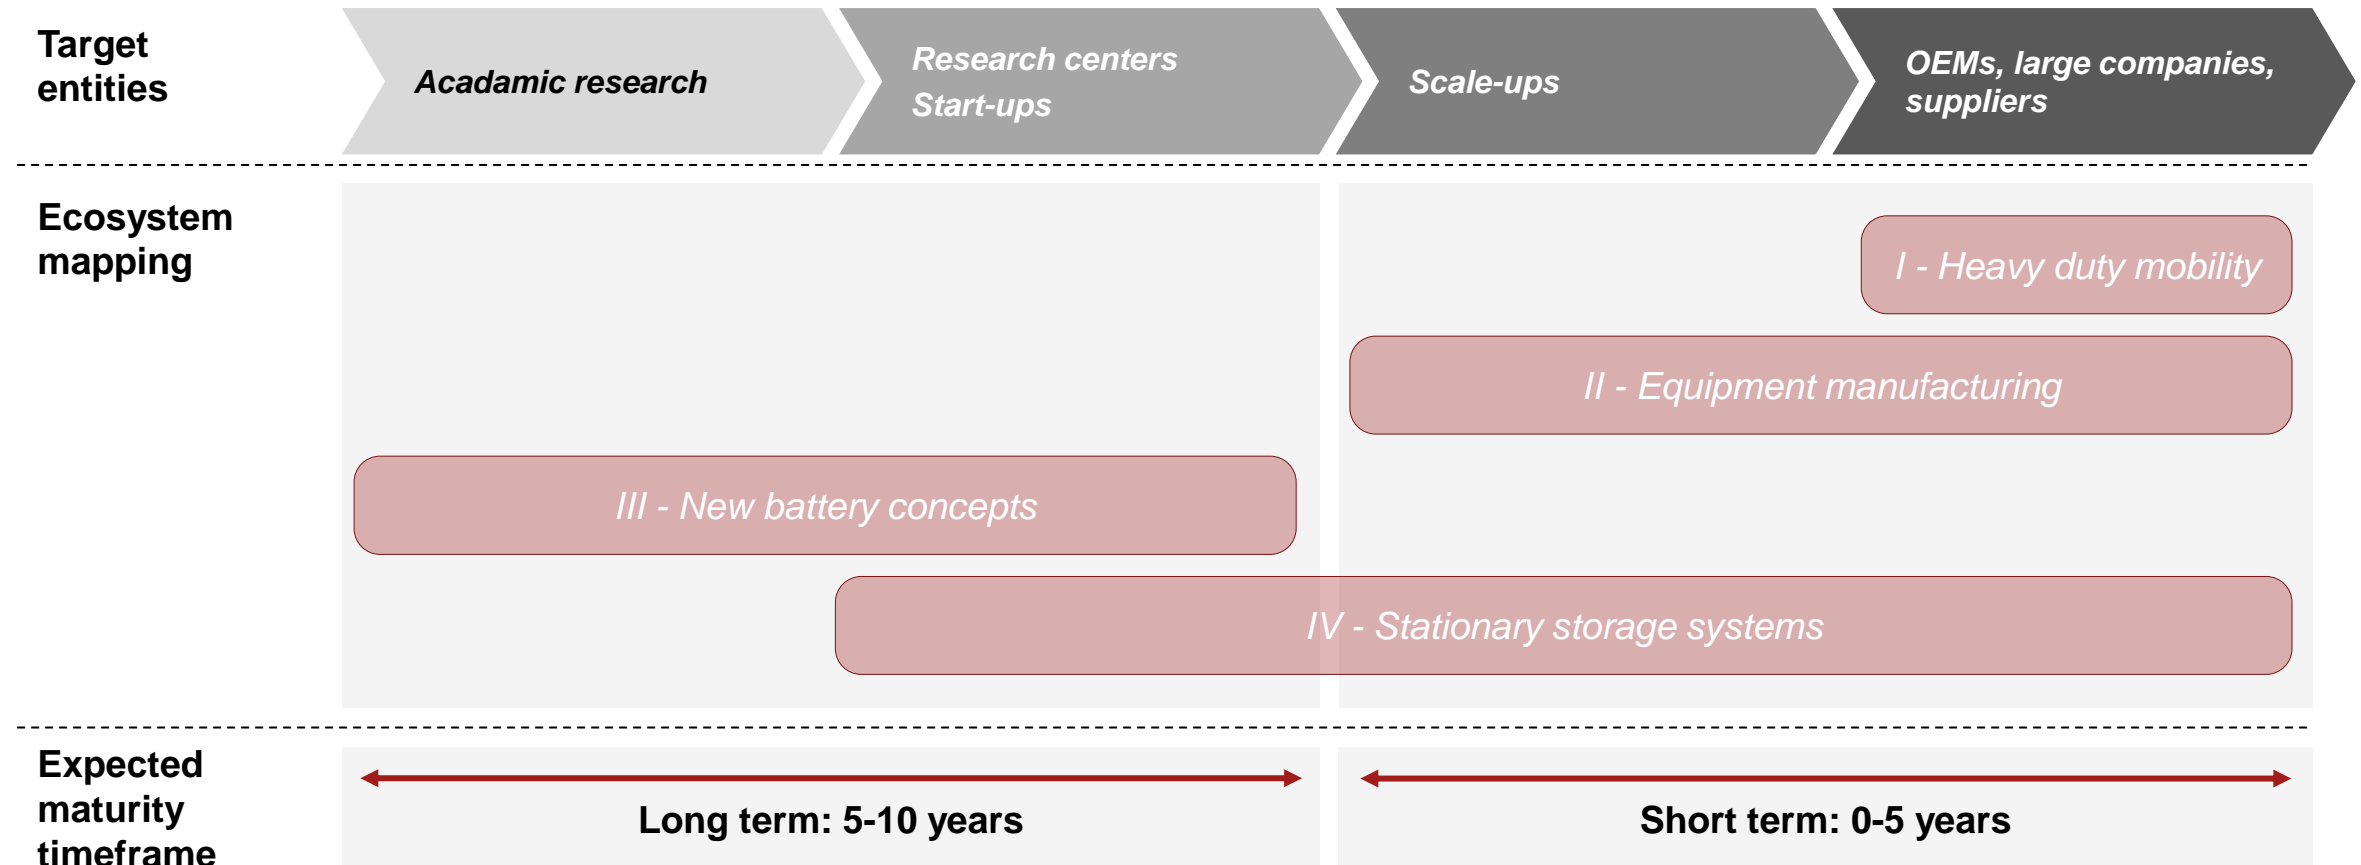 Target
entities
Acadamic research
Research centers
Start-ups
Scale-ups
OEMs, large companies,
suppliers
Ecosystem
mapping
I - Heavy duty mobility
II - Equipment manufacturing
III - New battery concepts
IV - Stationary storage systems
Expected
maturity
timeframe
Long term: 5-10 years
Short term: 0-5 years